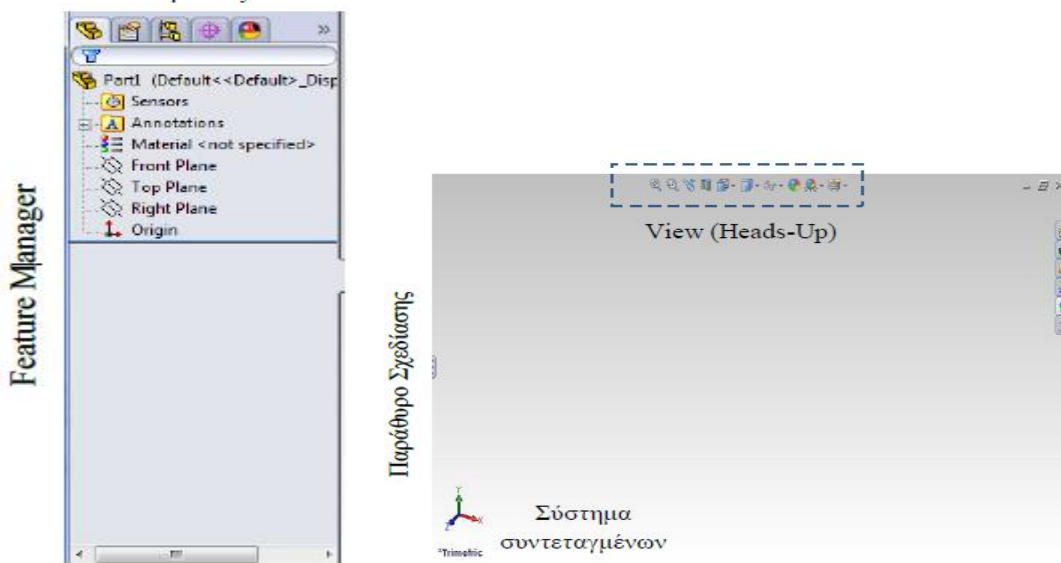 Part1 (Default<<Default>_Disp
Sensors
Annotations
Material <not specified>
Front Plane
Top Plane
Right Plane
Origin
Feature Manager
View (Heads-Up)
Παράθυρο Σχεδίασης
Y
X
Z
*Trimetric
Σύστημα
συντεταγμένων